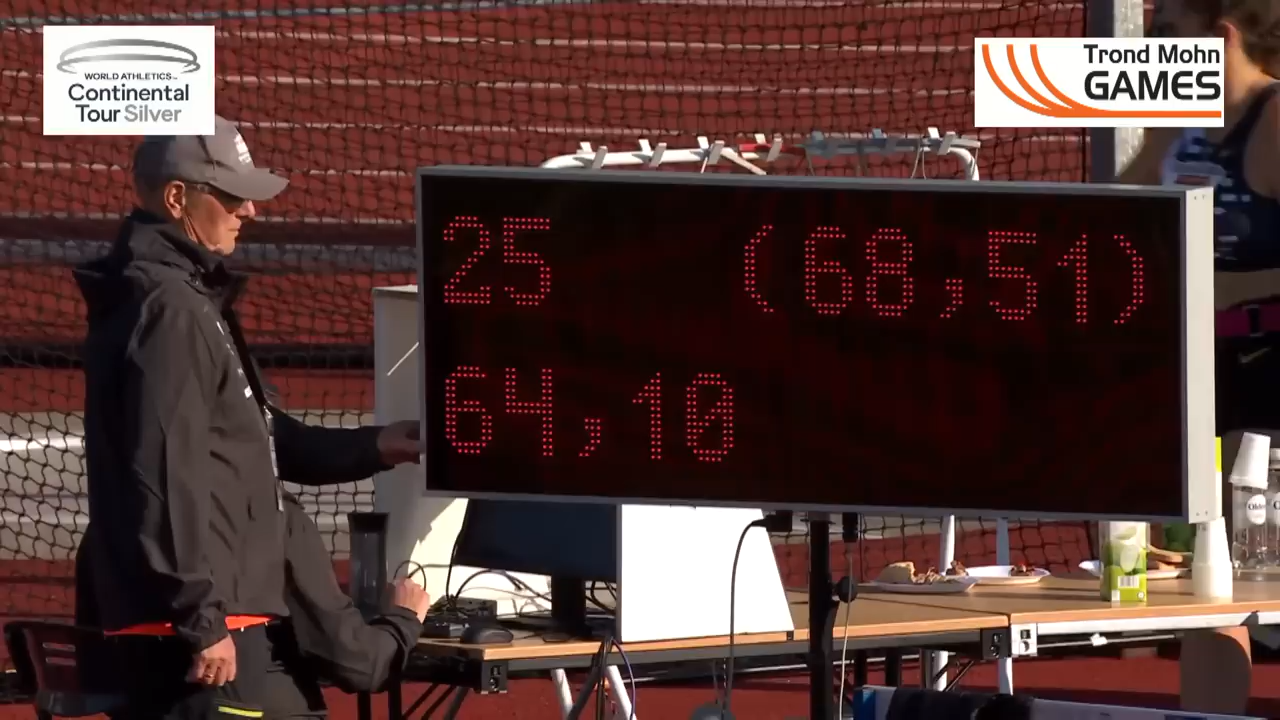 WORLD ATHLETICS
Continental
Tour Silver
Trond Mohn
GAMES
25 (68,51)
64,10